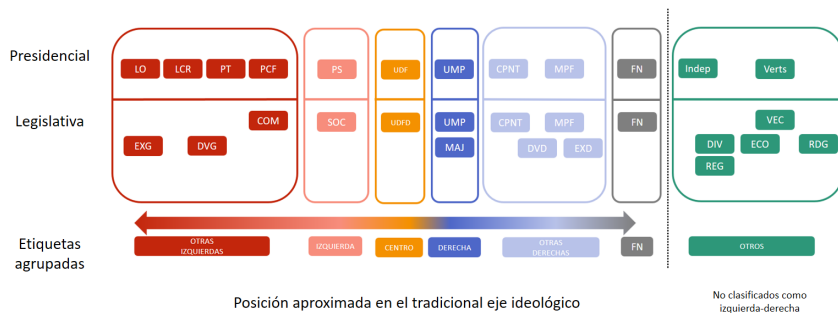 Presidencial
LO LCR PT PCF PS UDF UMP CPNT MPF FN Indep Verts
Legislativa
COM SOC UDFD UMP CPNT MPF FN VEC
EXG DVG MAJ DVD EXD DIV ECO RDG
REG
Etiquetas
agrupadas
OTRAS
IZQUIERDAS
IZQUIERDA
CENTRO
DERECHA
OTRAS
DERECHAS
FN
OTROS
Posición aproximada en el tradicional eje ideológico
No clasificados como
izquierda-derecha